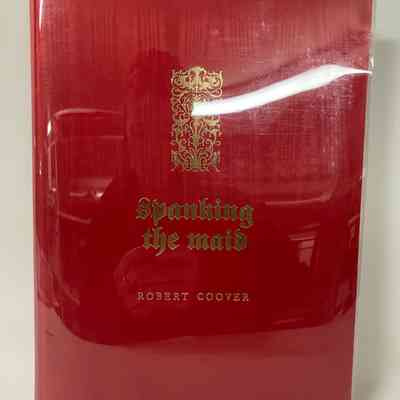 Spanking
the maid
ROBERT COOVER